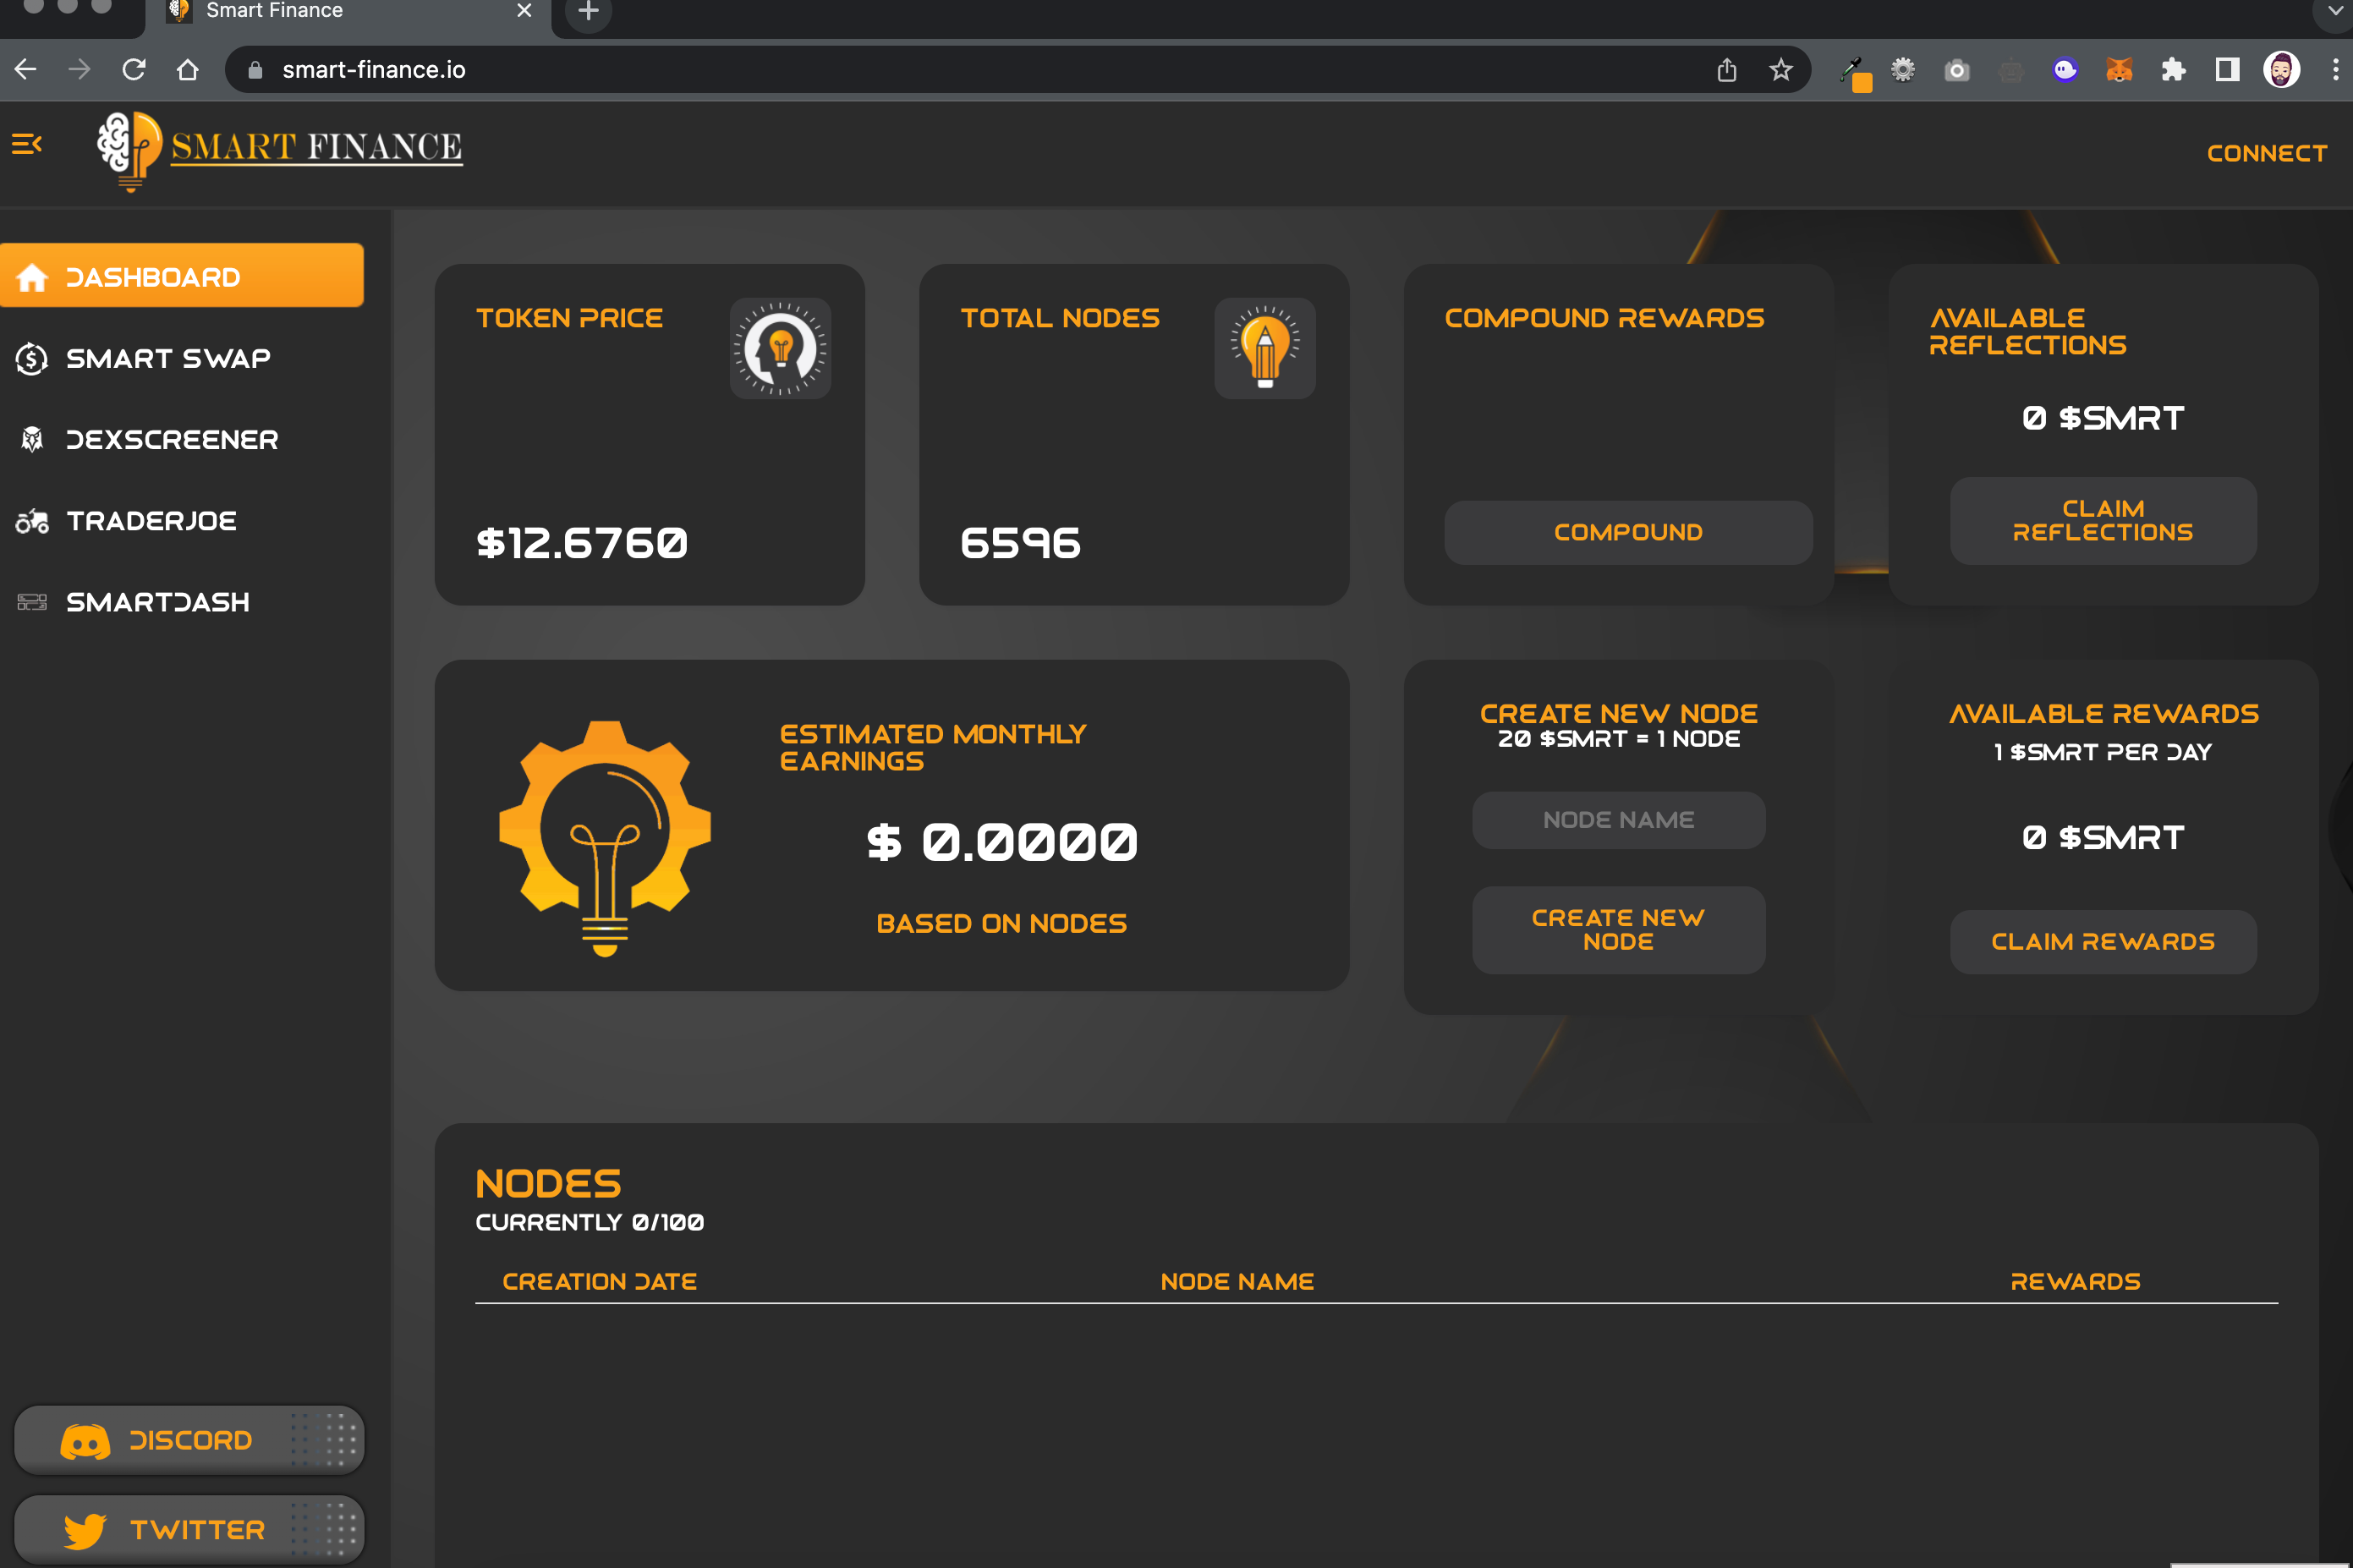 Smart Finance
smart-finance.io
SMART FINANCE
CONNECT
DASHBOARD
SMART SWAP
DEXSCREENER
TRADERJOE
SMARTDASH
DISCORD
TWITTER
TOKEN PRICE
$12.6760
TOTAL NODES
6596
COMPOUND REWARDS
COMPOUND
AVAILABLE
REFLECTIONS
0 $SMRT
CLAIM
REFLECTIONS
ESTIMATED MONTHLY
EARNINGS
$ 0.0000
BASED ON NODES
CREATE NEW NODE
20 $SMRT = 1 NODE
NODE NAME
CREATE NEW
NODE
AVAILABLE REWARDS
1 $SMRT PER DAY
0 $SMRT
CLAIM REWARDS
NODES
CURRENTLY 0/100
CREATION DATE NODE NAME REWARDS